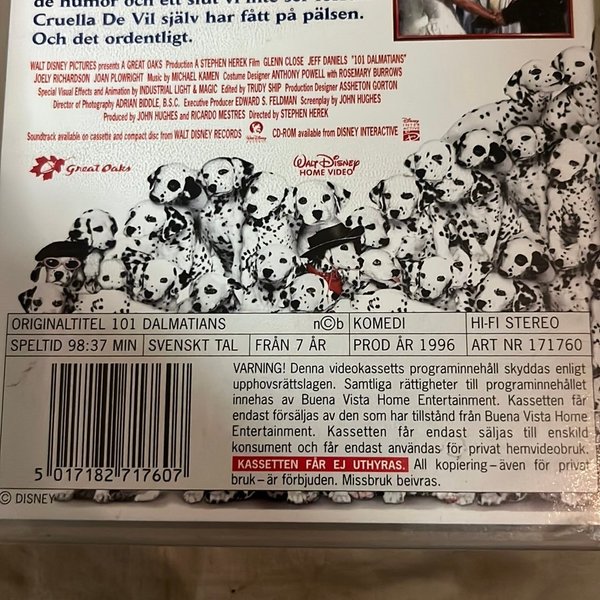 de humor och ett slut vi inte
Cruella De Vil själv har fått på pälsen.
Och det ordentligt.
WALT DISNEY PICTURES presents A GREAT OAKS Production A STEPHEN HEREK Film GLENN CLOSE JEFF DANIELS "101 DALMATIANS"
JOELY RICHARDSON JOAN PLOWRIGHT Music by MICHAEL KAMEN Costume Designer ANTHONY POWELL with ROSEMARY BURROWS
Special Visual Effects and Animation by INDUSTRIAL LIGHT & MAGIC Edited by TRUDY SHIP Production Designer ASSHETON GORTON
Director of Photography ADRIAN BIDDLE, B.S.C. Executive Producer EDWARD S. FELDMAN Screenplay by JOHN HUGHES
Produced by JOHN HUGHES and RICARDO MESTRES Directed by STEPHEN HEREK
Soundtrack available on cassette and compact disc from WALT DISNEY RECORDS CD-ROM available from DISNEY INTERACTIVE
Great Oaks
WALT DISNEY
HOME VIDEO
ORIGINALTITEL 101 DALMATIANS n©b KOMEDI HI-FI STEREO
SPELTID 98:37 MIN SVENSKT TAL FRÅN 7 ÅR PROD ÅR 1996 ART NR 171760
VARNING! Denna videokassetts programinnehåll skyddas enligt
upphovsrättslagen. Samtliga rättigheter till programinnehållet
innehas av Buena Vista Home Entertainment. Kassetten får
endast försäljas av den som har tillstånd från Buena Vista Home
Entertainment. Kassetten får endast säljas till enskild
konsument och får endast användas för privat hemvideobruk.
KASSETTEN FÅR EJ UTHYRAS. All kopiering – även för privat
bruk – är förbjuden. Missbruk beivras.
5 017182 717607
© DISNEY